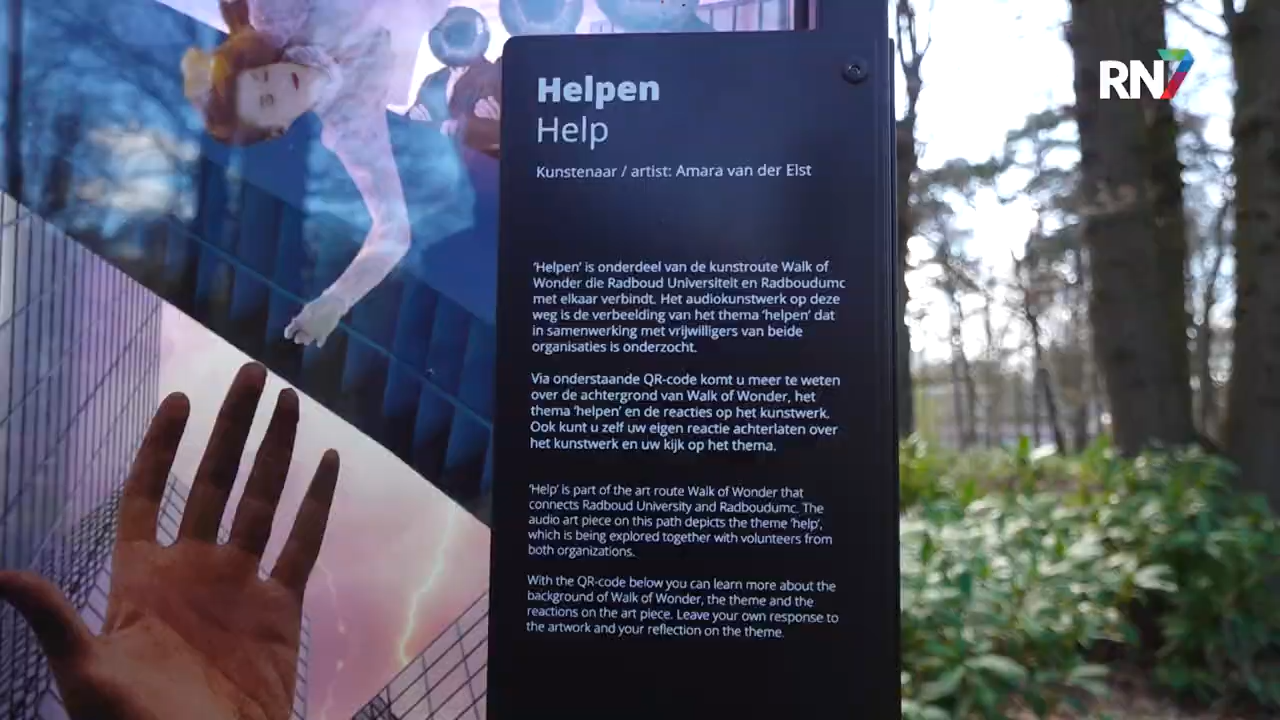 RN7
Helpen
Help
Kunstenaar / artist: Amara van der Elst
'Helpen' is onderdeel van de kunstroute Walk of
Wonder die Radboud Universiteit en Radboudumc
met elkaar verbindt. Het audiokunstwerk op deze
weg is de verbeelding van het thema 'helpen' dat
in samenwerking met vrijwilligers van beide
organisaties is onderzocht.
Via onderstaande QR-code komt u meer te weten
over de achtergrond van Walk of Wonder, het
thema 'helpen' en de reacties op het kunstwerk.
Ook kunt u zelf uw eigen reactie achterlaten over
het kunstwerk en uw kijk op het thema.
'Help' is part of the art route Walk of Wonder that
connects Radboud University and Radboudumc. The
audio art piece on this path depicts the theme 'help',
which is being explored together with volunteers from
both organizations.
With the QR-code below you can learn more about the
background of Walk of Wonder, the theme and the
reactions on the art piece. Leave your own response to
the artwork and your reflection on the theme.